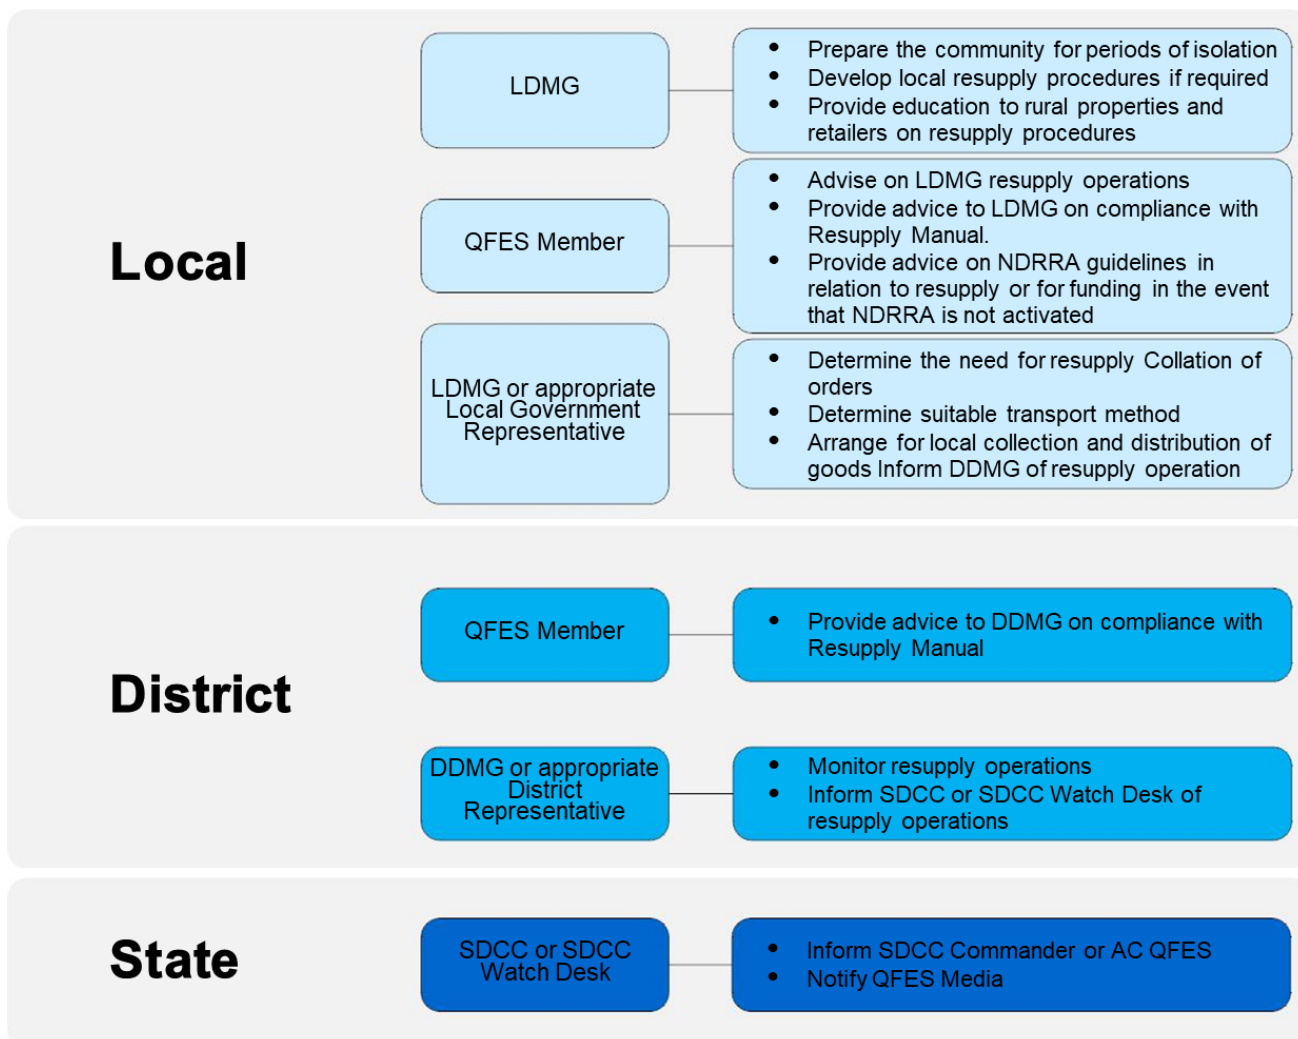 Local
LDMG
• Prepare the community for periods of isolation
• Develop local resupply procedures if required
• Provide education to rural properties and
retailers on resupply procedures
QFES Member
• Advise on LDMG resupply operations
• Provide advice to LDMG on compliance with
Resupply Manual.
• Provide advice on NDRRA guidelines in
relation to resupply or for funding in the event
that NDRRA is not activated
LDMG or appropriate
Local Government
Representative
• Determine the need for resupply Collation of
orders
• Determine suitable transport method
• Arrange for local collection and distribution of
goods Inform DDMG of resupply operation
District
QFES Member
• Provide advice to DDMG on compliance with
Resupply Manual
DDMG or appropriate
District
Representative
• Monitor resupply operations
• Inform SDCC or SDCC Watch Desk of
resupply operations
State
SDCC or SDCC
Watch Desk
• Inform SDCC Commander or AC QFES
• Notify QFES Media